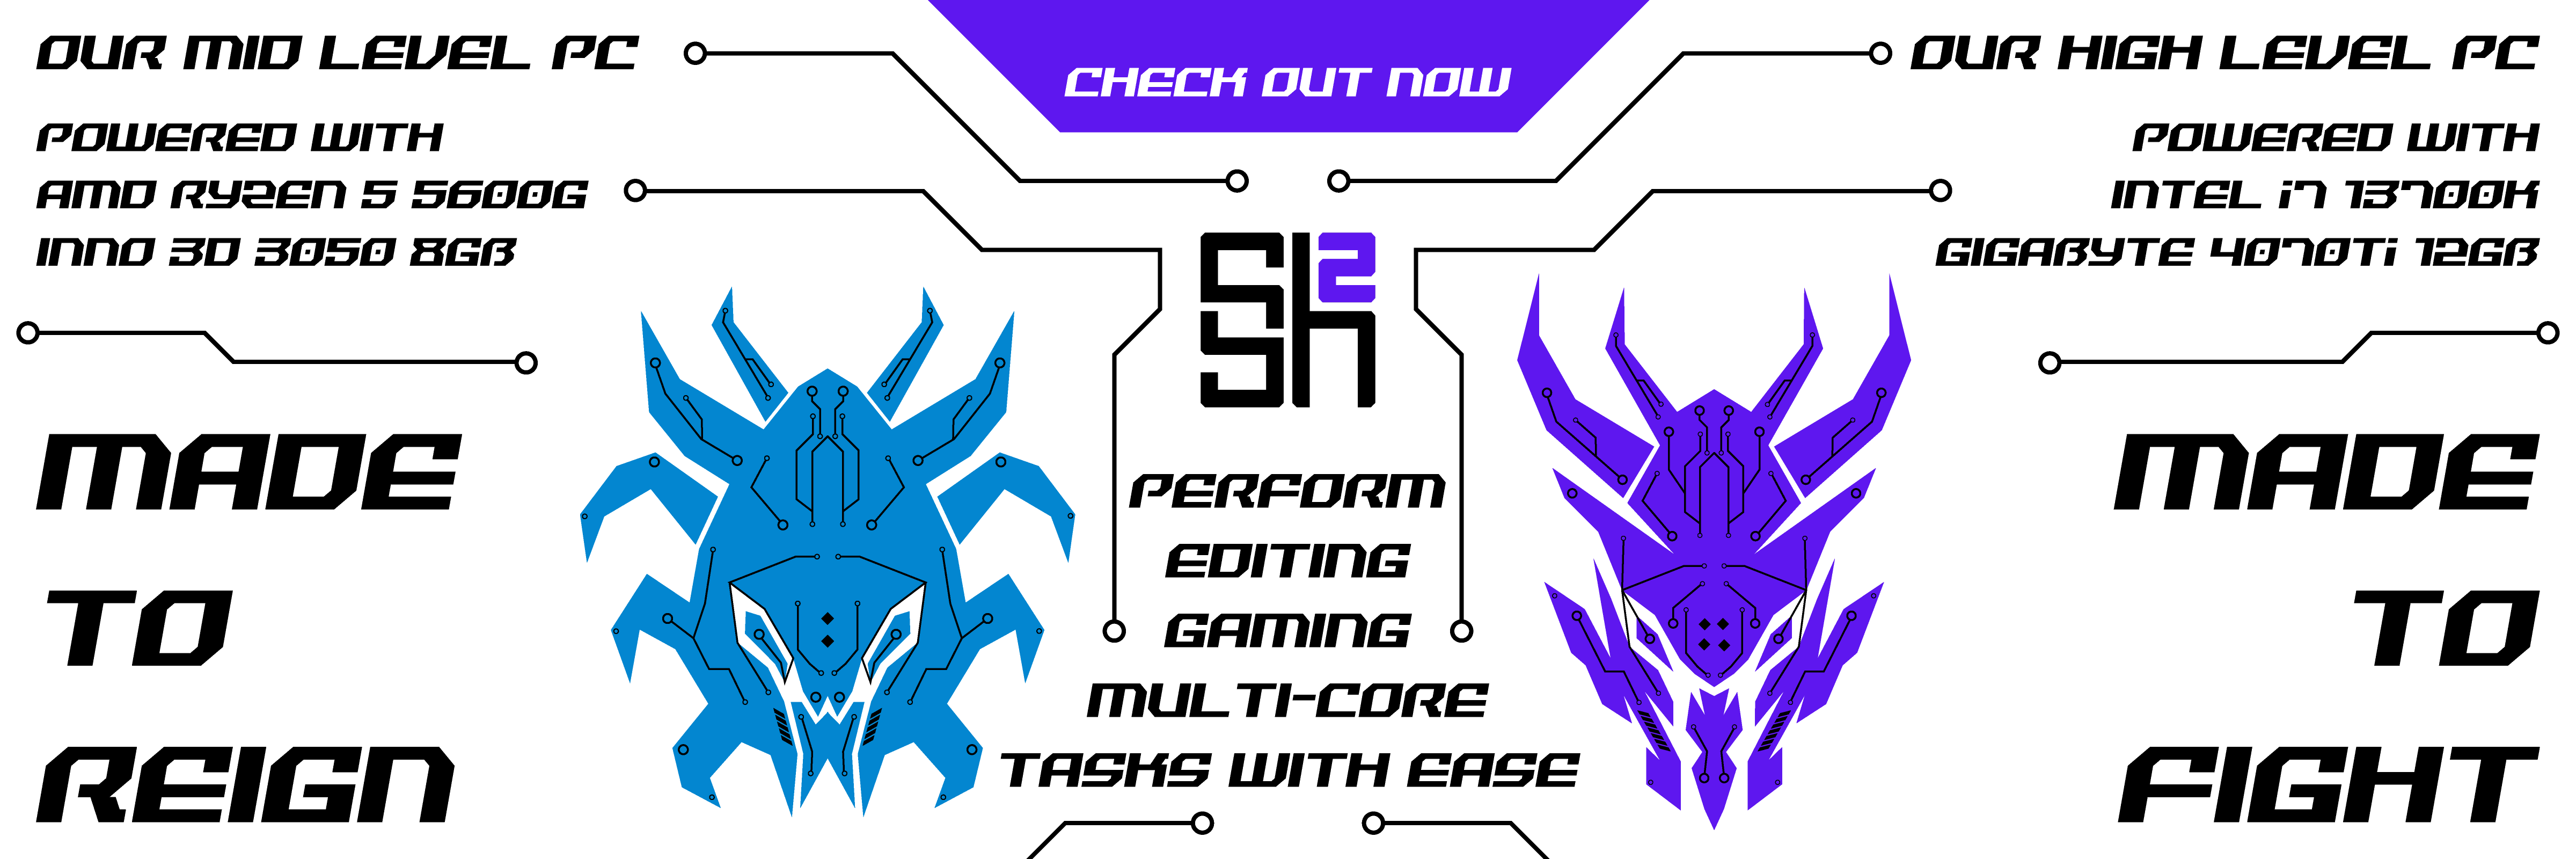 OUR MID LEVEL PC
POWERED WITH
AMD RYZEN 5 5600G
INNO 3D 3050 8GB
MADE
TO
REIGN
CHECK OUT NOW
Sh2
Sh
PERFORM
EDITING
GAMING
MULTI-CORE
TASKS WITH EASE
OUR HIGH LEVEL PC
POWERED WITH
INTEL i7 13700K
GIGABYTE 4070Ti 12GB
MADE
TO
FIGHT